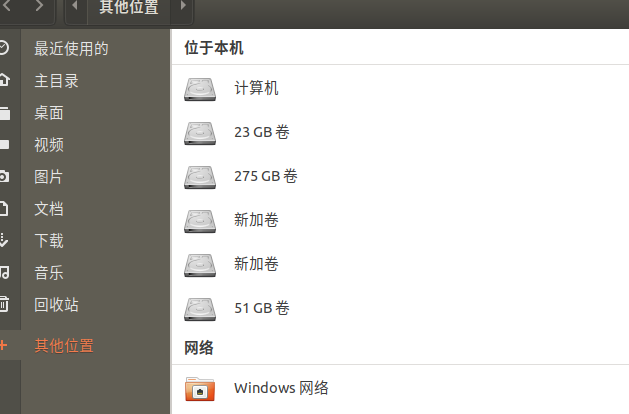 其他位置
最近使用的
主目录
桌面
视频
图片
文档
下载
音乐
回收站
其他位置
位于本机
计算机
23 GB 卷
275 GB 卷
新加卷
新加卷
51 GB 卷
网络
Windows 网络